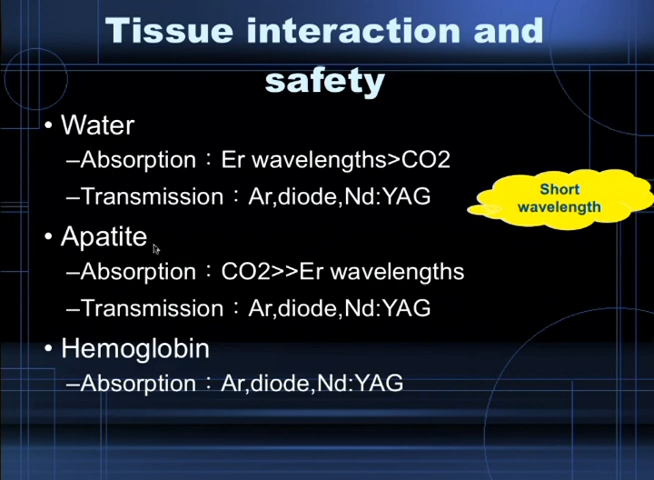 Tissue interaction and
safety
• Water
–Absorption：Er wavelengths>CO2
–Transmission：Ar,diode,Nd:YAG
Short
wavelength
• Apatite
–Absorption：CO2>>Er wavelengths
–Transmission：Ar,diode,Nd:YAG
• Hemoglobin
–Absorption：Ar,diode,Nd:YAG